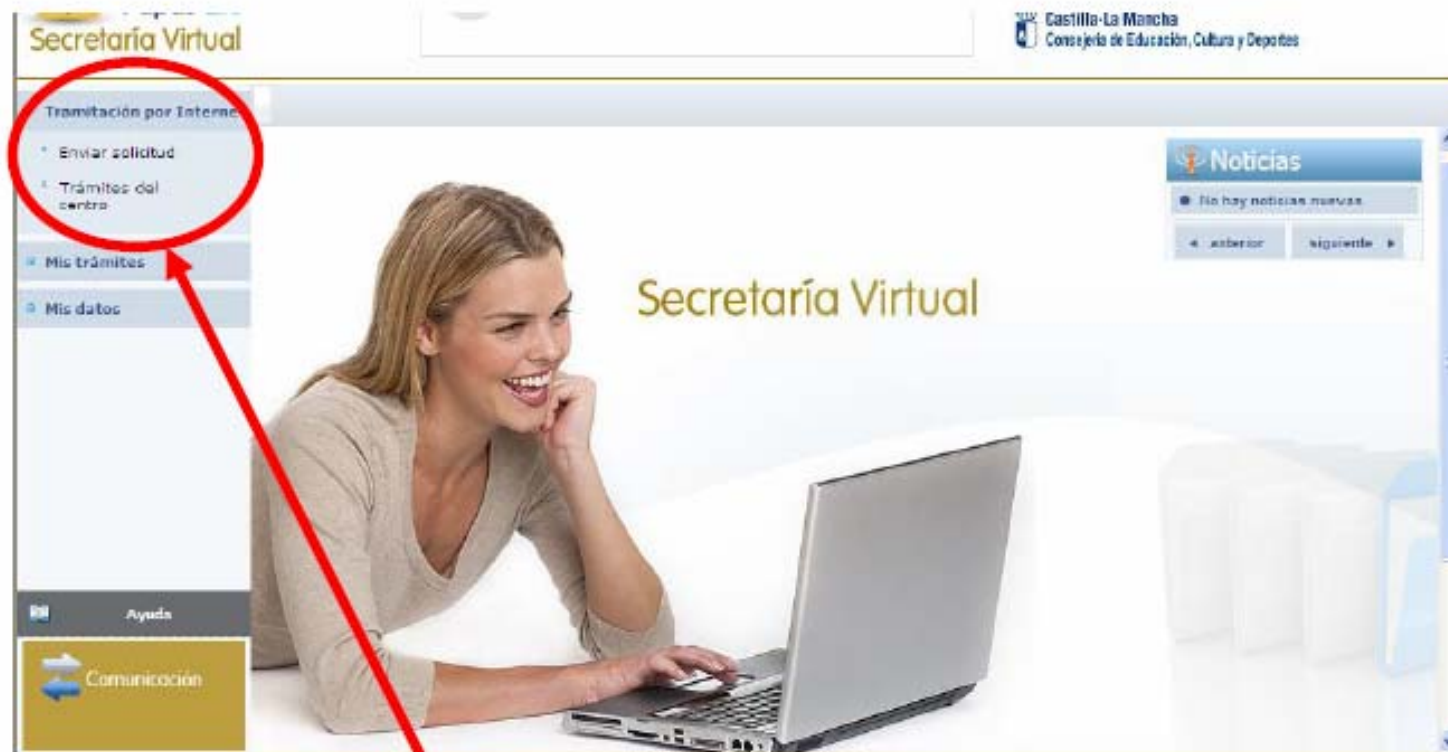 Secretaría Virtual
Castilla-La Mancha
Consejería de Educación, Cultura y Deportes
Tramitación por Interne
Enviar solicitud
Trámites del
centro
Mis trámites
Mis datos
Noticias
No hay noticias nuevas
anterior siguiente
Secretaría Virtual
Ayuda
Comunicación